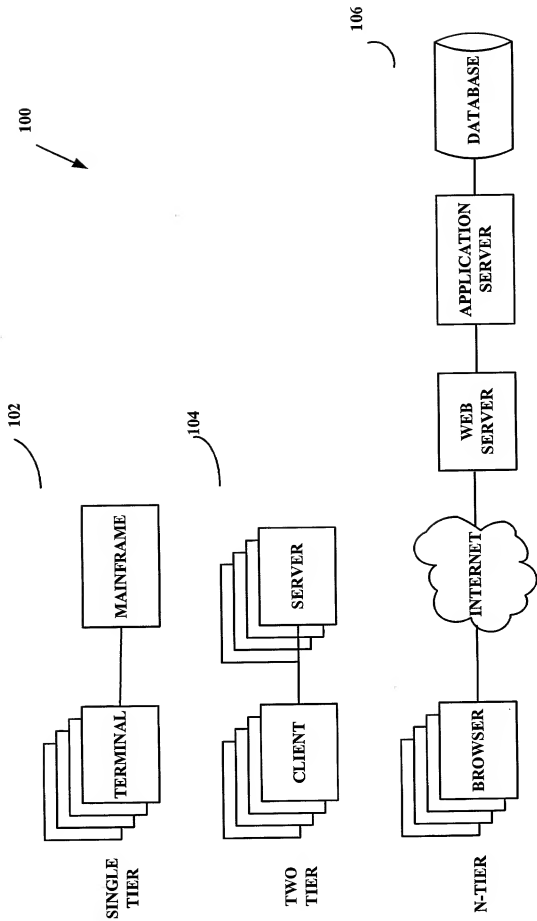 100
102
SINGLE
TIER
TERMINAL
MAINFRAME
104
TWO
TIER
CLIENT
SERVER
106
N-TIER
BROWSER
INTERNET
WEB
SERVER
APPLICATION
SERVER
DATABASE